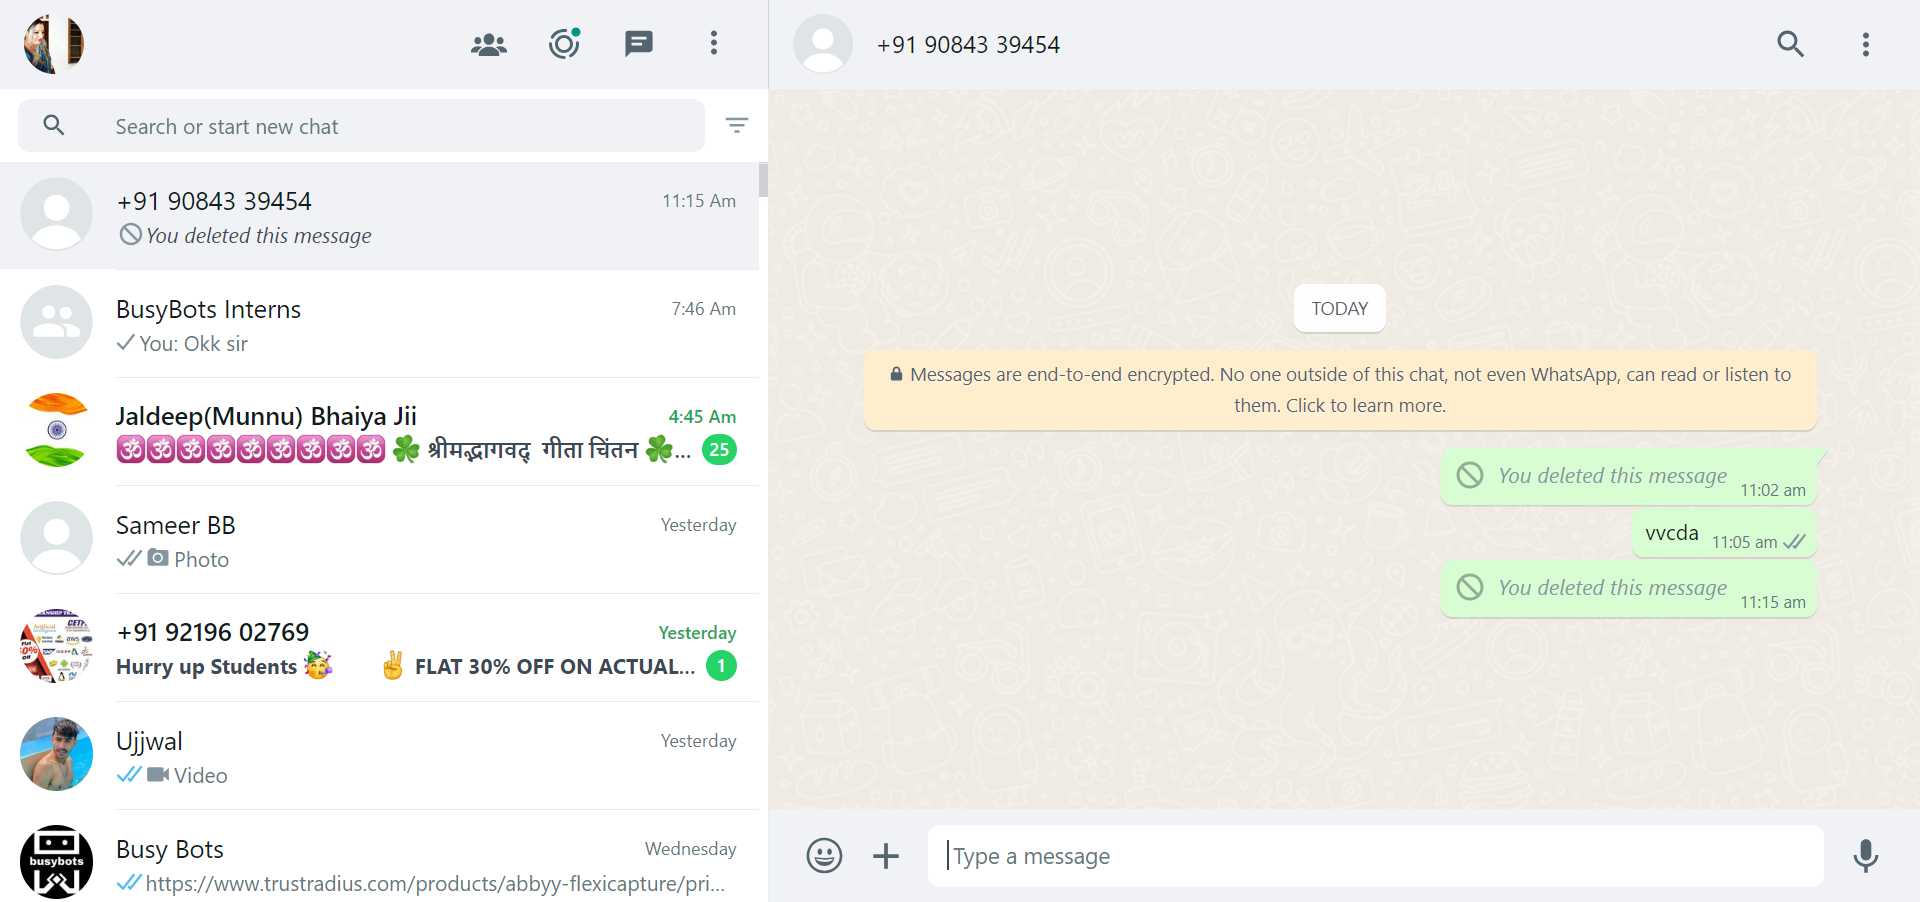 Search or start new chat
+91 90843 39454
11:15 Am
You deleted this message
BusyBots Interns
7:46 Am
You: Okk sir
Jaldeep(Munnu) Bhaiya Jii
4:45 Am
🕉🕉🕉🕉🕉🕉🕉🕉🕉 ☘ श्रीमद्भागवद् गीता चिंतन ☘...
25
Sameer BB
Yesterday
Photo
+91 92196 02769
Yesterday
Hurry up Students 🥳 ✌ FLAT 30% OFF ON ACTUAL...
1
Ujjwal
Yesterday
Video
busybots
Busy Bots
Wednesday
https://www.trustradius.com/products/abbyy-flexicapture/pri...
+91 90843 39454
TODAY
Messages are end-to-end encrypted. No one outside of this chat, not even WhatsApp, can read or listen to
them. Click to learn more.
You deleted this message
11:02 am
vvcda 11:05 am
You deleted this message
11:15 am
Type a message